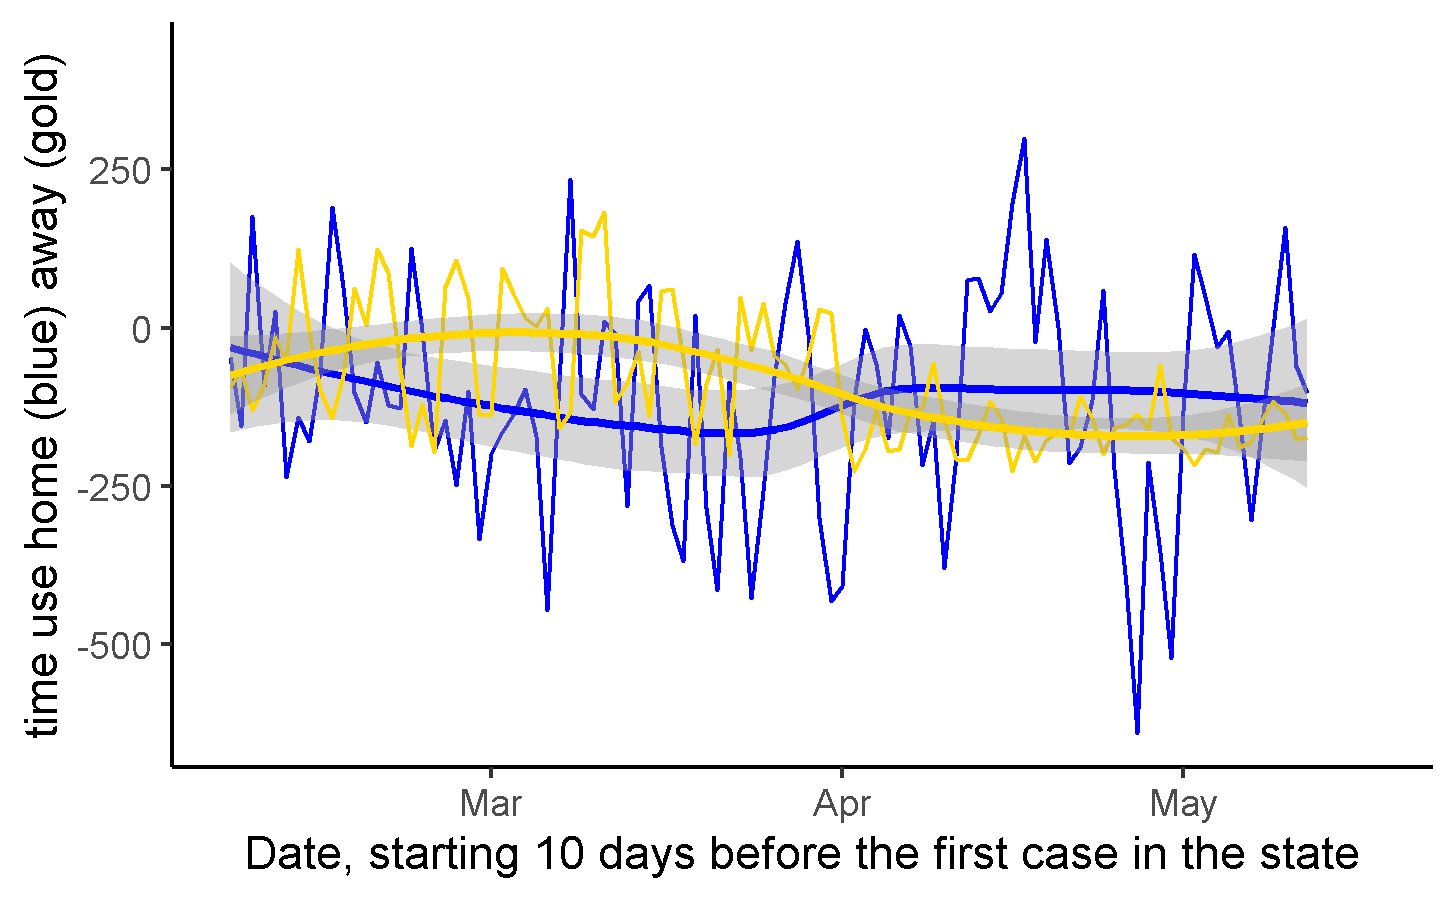 time use home (blue) away (gold)
250
0
-250
-500
Mar Apr May
Date, starting 10 days before the first case in the state